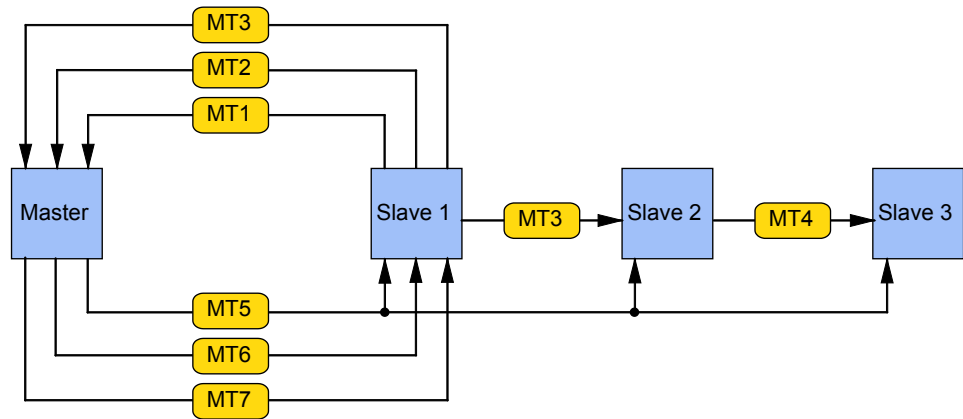 MT3
MT2
MT1
Master
Slave 1
MT3
Slave 2
MT4
Slave 3
MT5
MT6
MT7